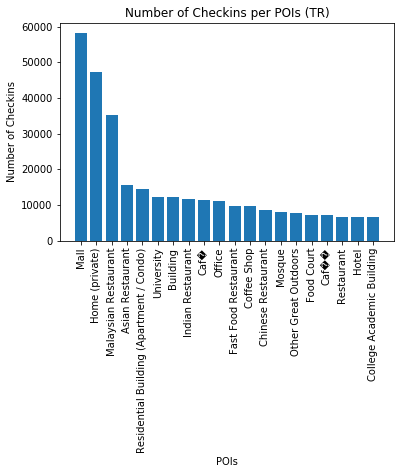 Number of Checkins per POIs (TR)
Number of Checkins
60000
50000
40000
30000
20000
10000
0
Mall
Home (private)
Malaysian Restaurant
Asian Restaurant
Residential Building (Apartment / Condo)
University
Building
Indian Restaurant
Caf�
Office
Fast Food Restaurant
Coffee Shop
Chinese Restaurant
Mosque
Other Great Outdoors
Food Court
Caf��
Restaurant
Hotel
College Academic Building
POIs